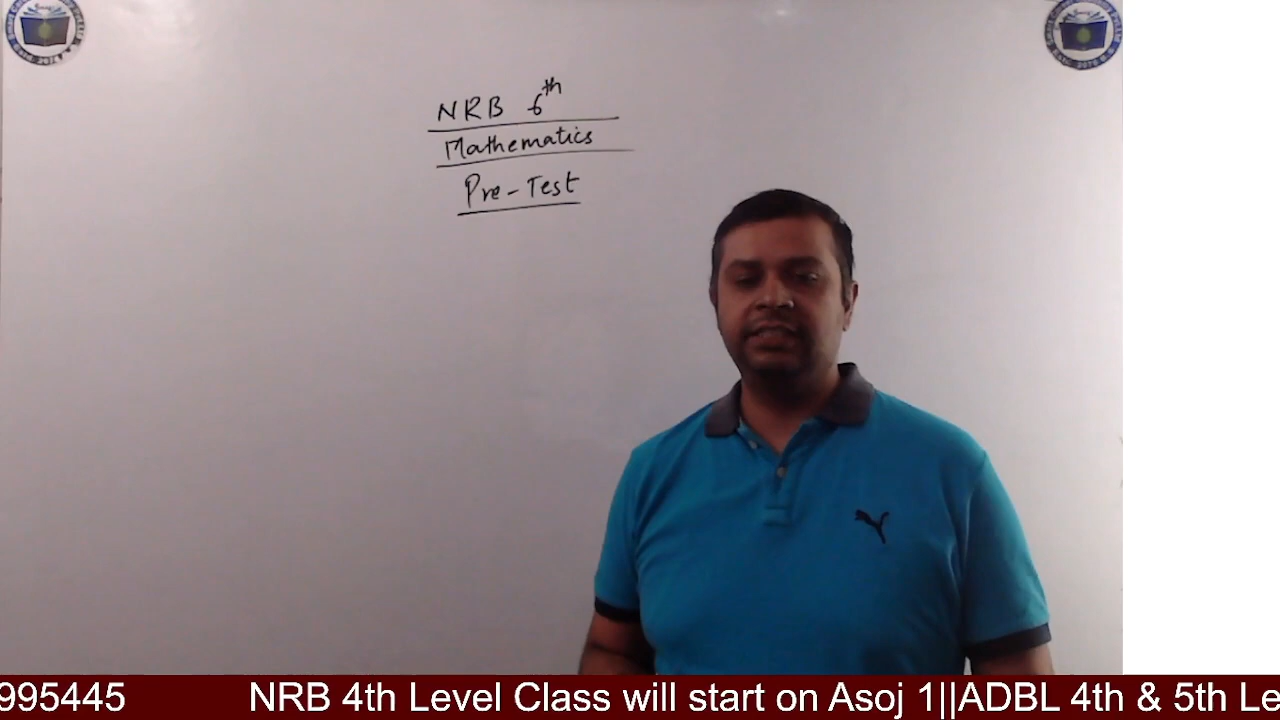 NRB 6th
Mathematics
Pre-Test
995445 NRB 4th Level Class will start on Asoj 1||ADBL 4th & 5th Le